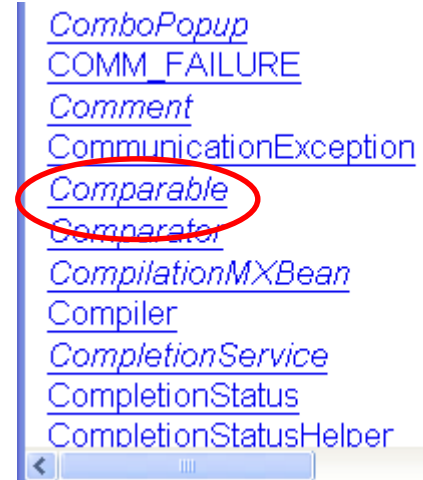 ComboPopup
COMM_FAILURE
Comment
CommunicationException
Comparable
Comparator
CompilationMXBean
Compiler
CompletionService
CompletionStatus
CompletionStatusHelper